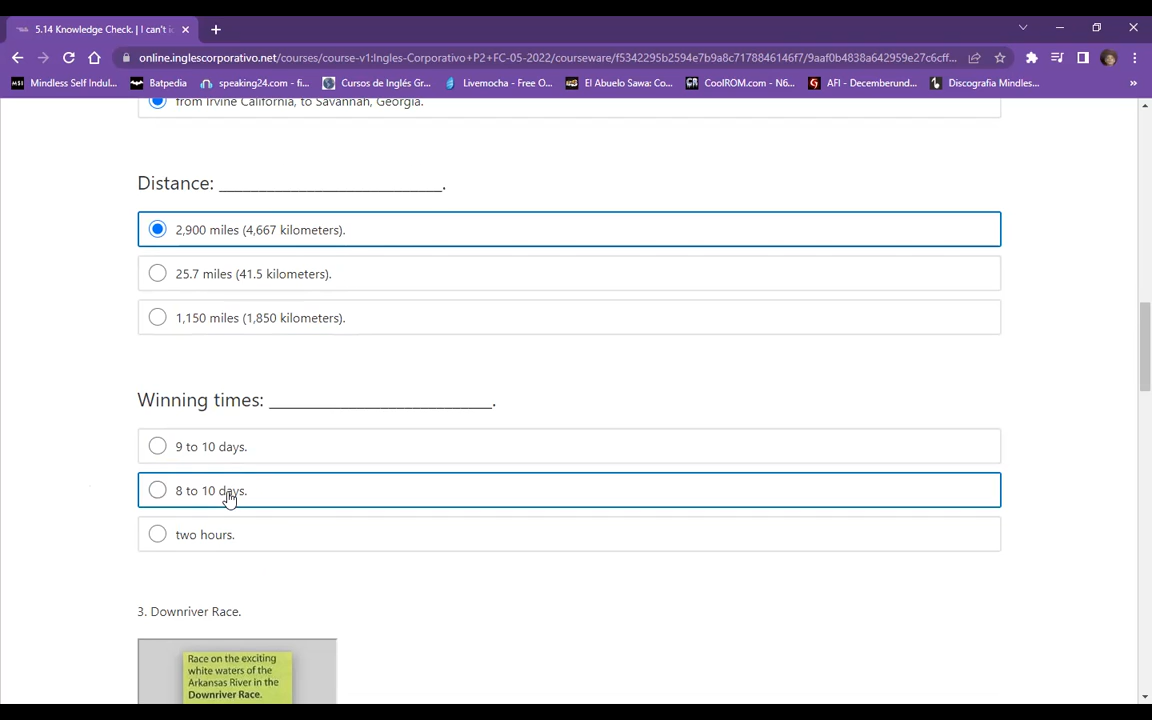 5.14 Knowledge Check. | I can't i
online.inglescorporativo.net/courses/course-v1:Ingles-Corporativo+P2+FC-05-2022/courseware/f5342295b2594e7b9a8c7178846146f7/9aaf0b4838a642959e27c6cff...
Mindless Self Indul... Batpedia speaking24.com - fi... Cursos de Inglés Gr... Livemocha - Free O... El Abuelo Sawa: Co... CoolROM.com - N6... AFI - Decemberund... Discografia Mindles... »
from Irvine California, to Savannah, Georgia.
Distance: ___________________________.
2,900 miles (4,667 kilometers).
25.7 miles (41.5 kilometers).
1,150 miles (1,850 kilometers).
Winning times: ___________________________.
9 to 10 days.
8 to 10 days.
two hours.
3. Downriver Race.
Race on the exciting
white waters of the
Arkansas River in the
Downriver Race.